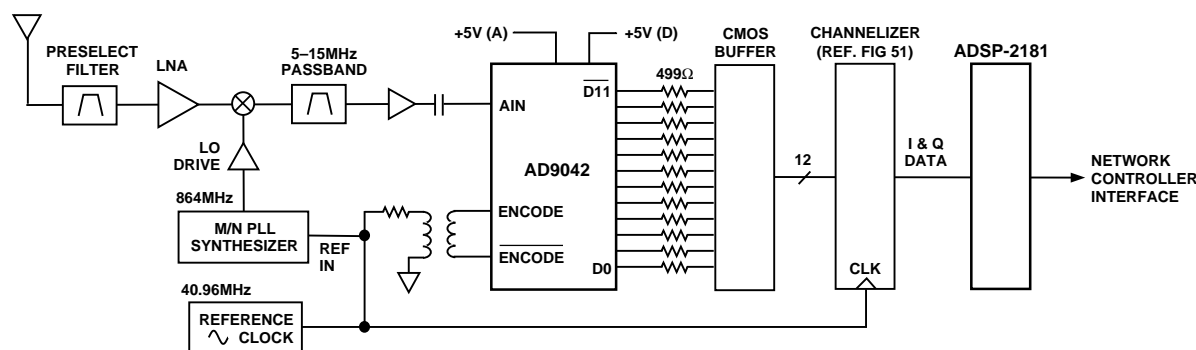 PRESELECT
FILTER
LNA
5–15MHz
PASSBAND
+5V (A)
+5V (D)
CMOS
BUFFER
CHANNELIZER
(REF. FIG 51)
ADSP-2181
499Ω
AIN
D11
AD9042
LO
DRIVE
I & Q
DATA
12
NETWORK
CONTROLLER
INTERFACE
864MHz
M/N PLL
SYNTHESIZER
REF
IN
ENCODE
ENCODE
D0
CLK
40.96MHz
REFERENCE
CLOCK